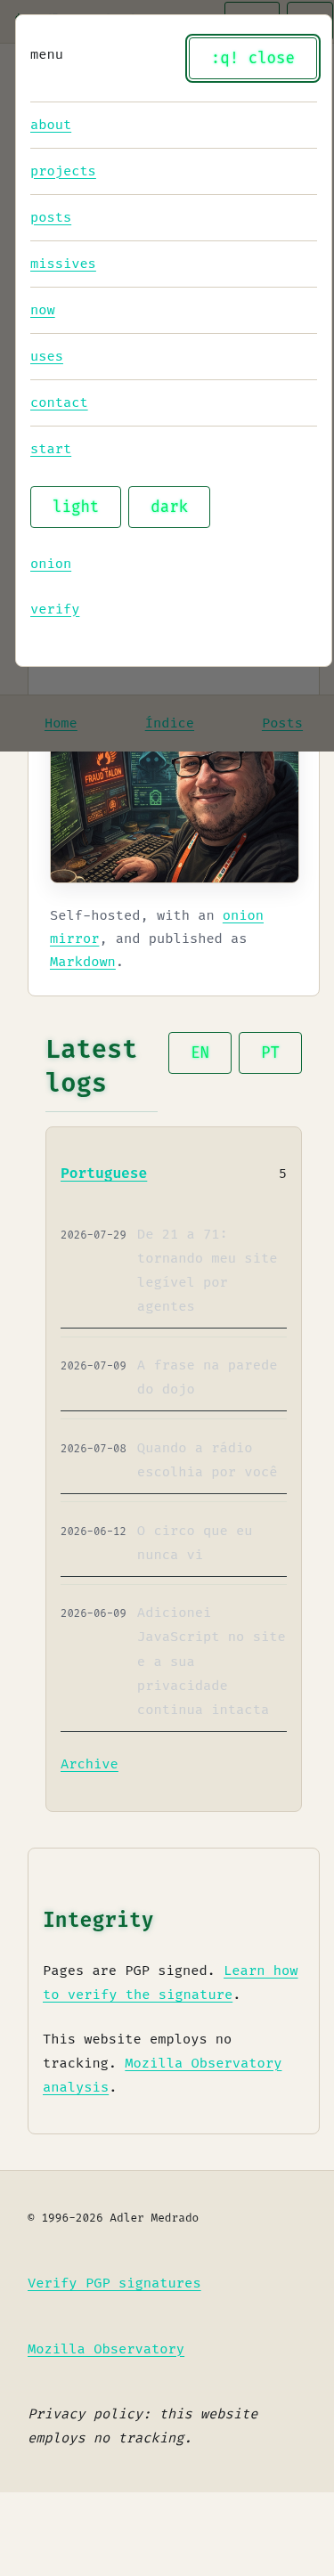 menu
:q! close
about
projects
posts
missives
now
uses
contact
start
light dark
onion
verify
Home Índice Posts
FRAUD TALON
Self-hosted, with an onion
mirror, and published as
Markdown.
Latest
logs
EN PT
Portuguese 5
2026-07-29 De 21 a 71:
tornando meu site
legível por
agentes
2026-07-09 A frase na parede
do dojo
2026-07-08 Quando a rádio
escolhia por você
2026-06-12 O circo que eu
nunca vi
2026-06-09 Adicionei
JavaScript no site
e a sua
privacidade
continua intacta
Archive
Integrity
Pages are PGP signed. Learn how
to verify the signature.
This website employs no
tracking. Mozilla Observatory
analysis.
© 1996-2026 Adler Medrado
Verify PGP signatures
Mozilla Observatory
Privacy policy: this website
employs no tracking.